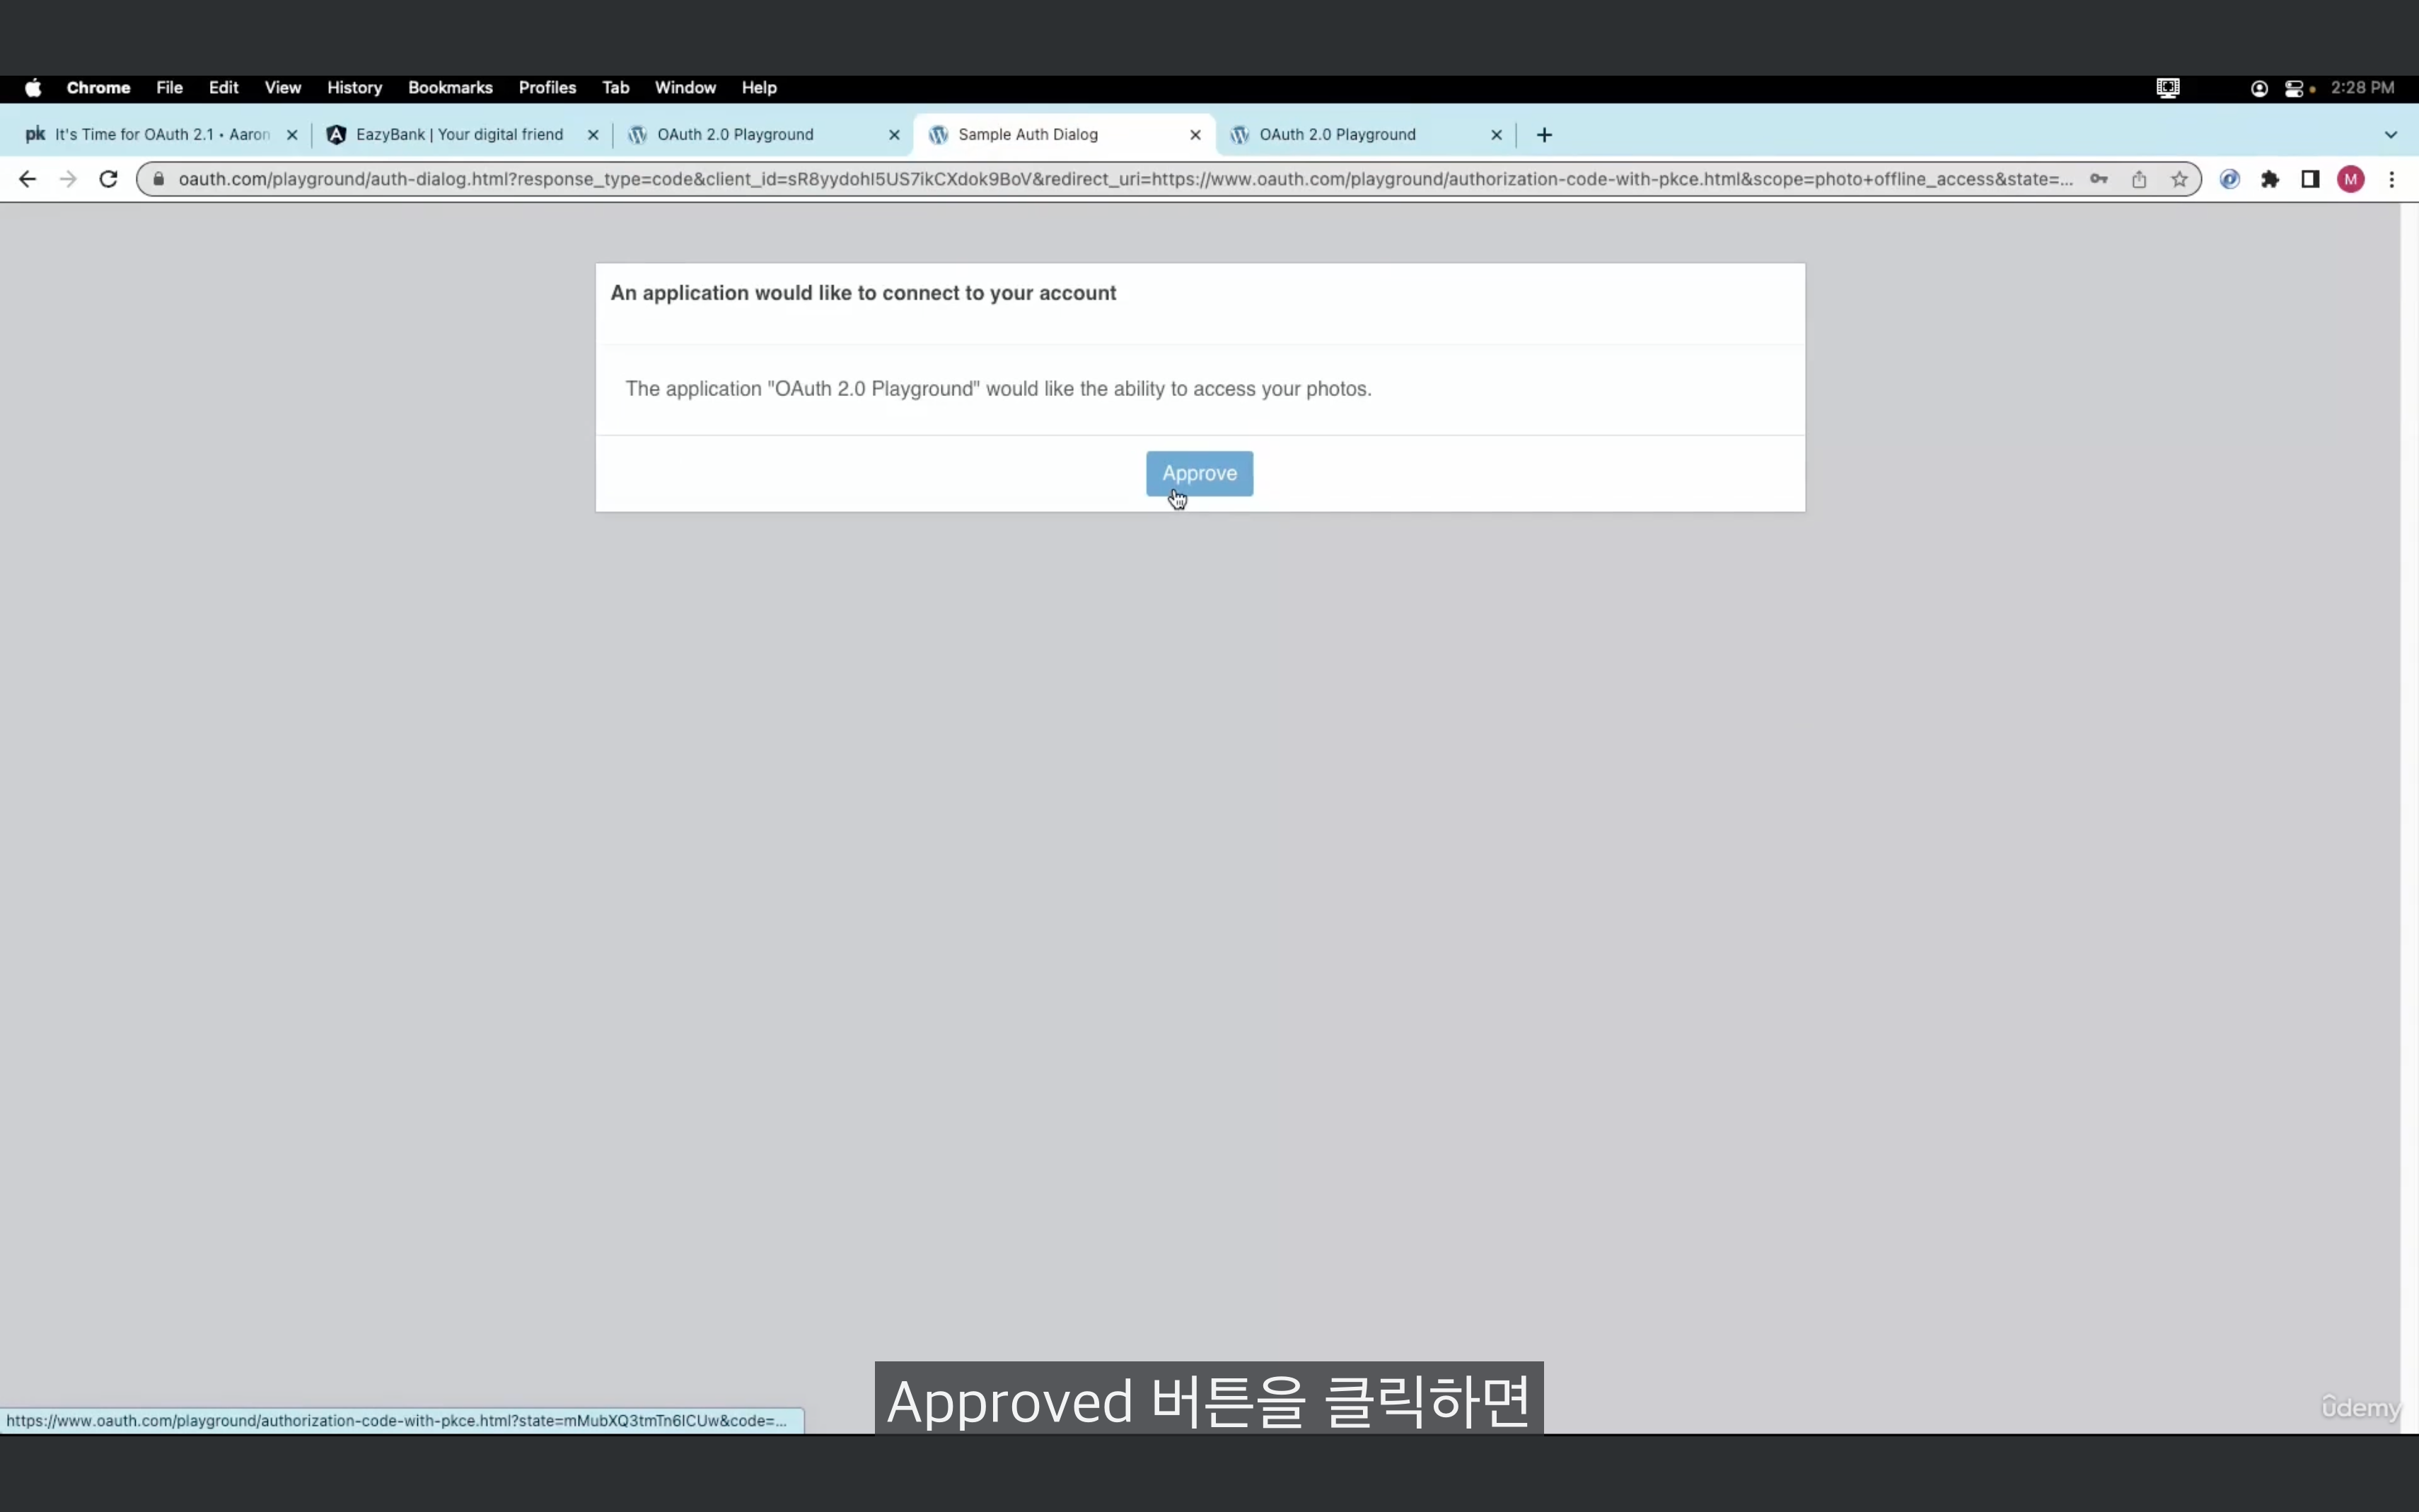 Chrome File Edit View History Bookmarks Profiles Tab Window Help 2:28 PM
pk It's Time for OAuth 2.1 • Aaron EazyBank | Your digital friend OAuth 2.0 Playground Sample Auth Dialog OAuth 2.0 Playground
oauth.com/playground/auth-dialog.html?response_type=code&client_id=sR8yydohI5US7ikCXdok9BoV&redirect_uri=https://www.oauth.com/playground/authorization-code-with-pkce.html&scope=photo+offline_access&state=... M
An application would like to connect to your account
The application "OAuth 2.0 Playground" would like the ability to access your photos.
Approve
Approved 버튼을 클릭하면
https://www.oauth.com/playground/authorization-code-with-pkce.html?state=mMubXQ3tmTn6ICUw&code=...
ûdemy